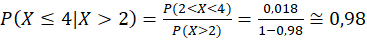 P(X ≤ 4|X > 2) = P(2<X<4)/P(X>2) = 0.018/1−0,98 ≅ 0,98